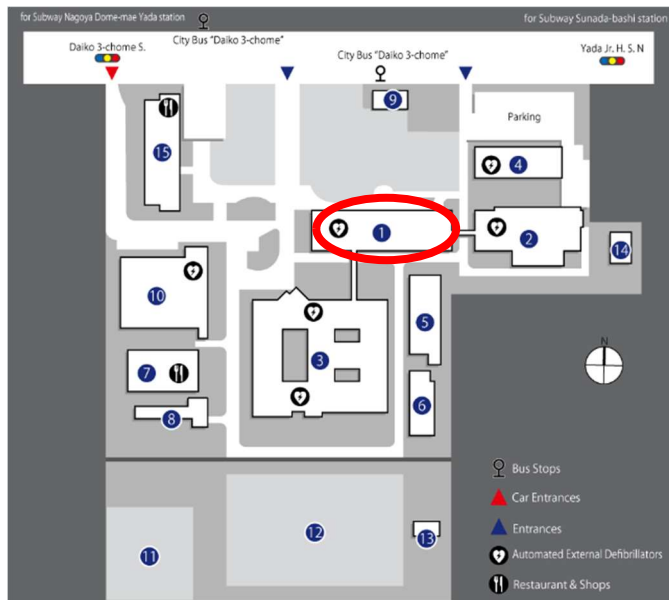 for Subway Nagoya Dome-mae Yada station
for Subway Sunada-bashi station
Daiko 3-chome S.
City Bus "Daiko 3-chome"
City Bus "Daiko 3-chome"
Yada Jr. H. S. N
9
Parking
15
4
1
2
14
10
5
3
N
7
6
8
Bus Stops
Car Entrances
11
12
13
Entrances
Automated External Defibrillators
Restaurant & Shops